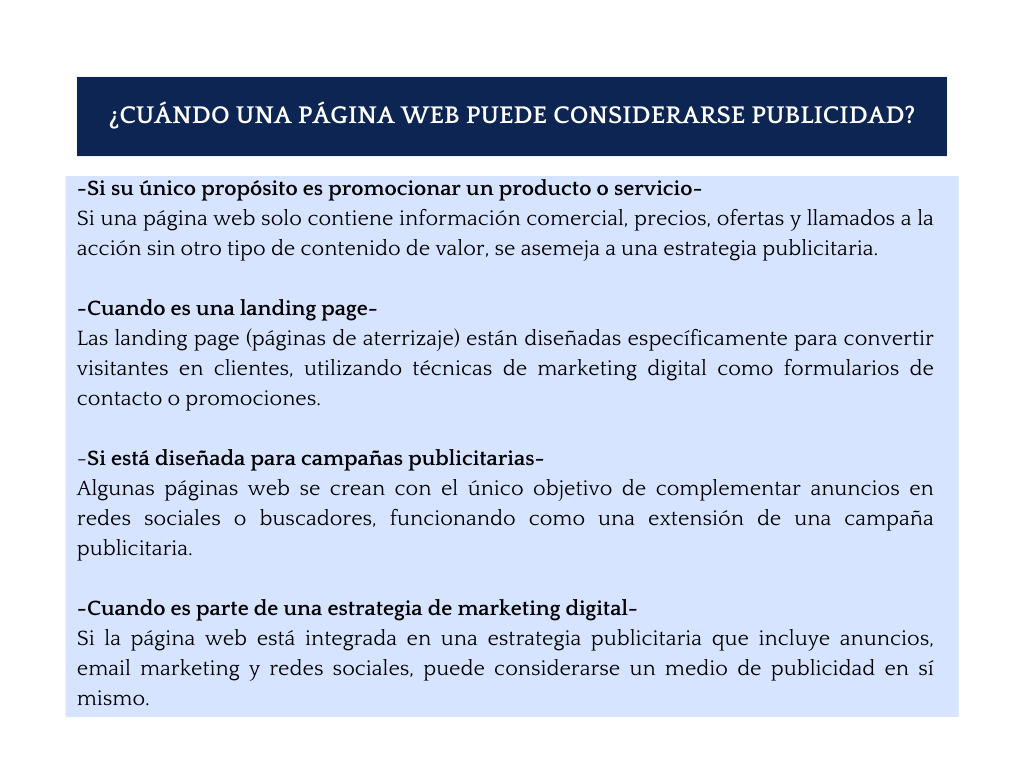 ¿CUÁNDO UNA PÁGINA WEB PUEDE CONSIDERARSE PUBLICIDAD?
-Si su único propósito es promocionar un producto o servicio-
Si una página web solo contiene información comercial, precios, ofertas y llamados a la
acción sin otro tipo de contenido de valor, se asemeja a una estrategia publicitaria.
-Cuando es una landing page-
Las landing page (páginas de aterrizaje) están diseñadas específicamente para convertir
visitantes en clientes, utilizando técnicas de marketing digital como formularios de
contacto o promociones.
-Si está diseñada para campañas publicitarias-
Algunas páginas web se crean con el único objetivo de complementar anuncios en
redes sociales o buscadores, funcionando como una extensión de una campaña
publicitaria.
-Cuando es parte de una estrategia de marketing digital-
Si la página web está integrada en una estrategia publicitaria que incluye anuncios,
email marketing y redes sociales, puede considerarse un medio de publicidad en sí
mismo.